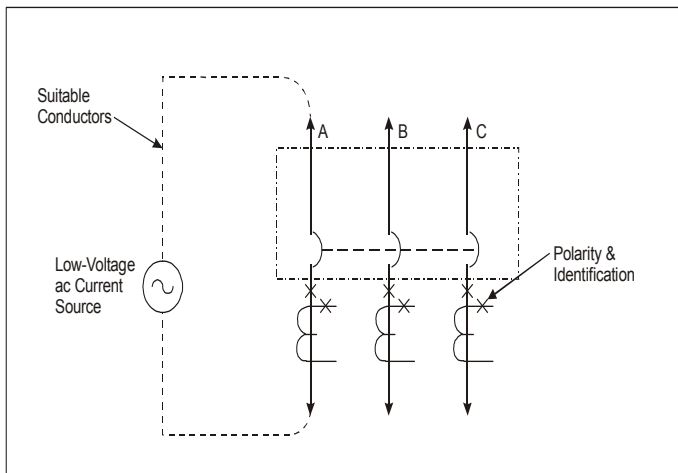 Suitable
Conductors
A
B
C
Low-Voltage
ac Current
Source
Polarity &
Identification